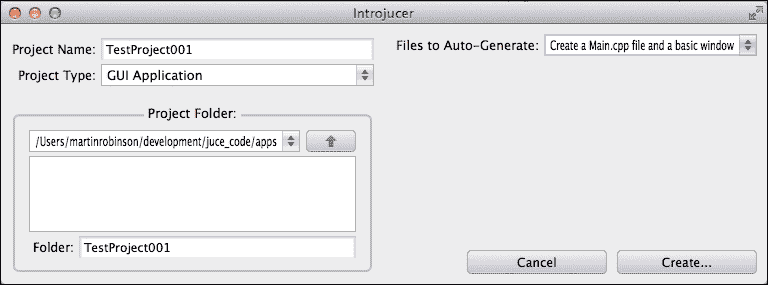 Introjucer
Project Name: TestProject001
Files to Auto-Generate: Create a Main.cpp file and a basic window
Project Type: GUI Application
Project Folder:
/Users/martinrobinson/development/juce_code/apps
Folder: TestProject001
Cancel
Create...